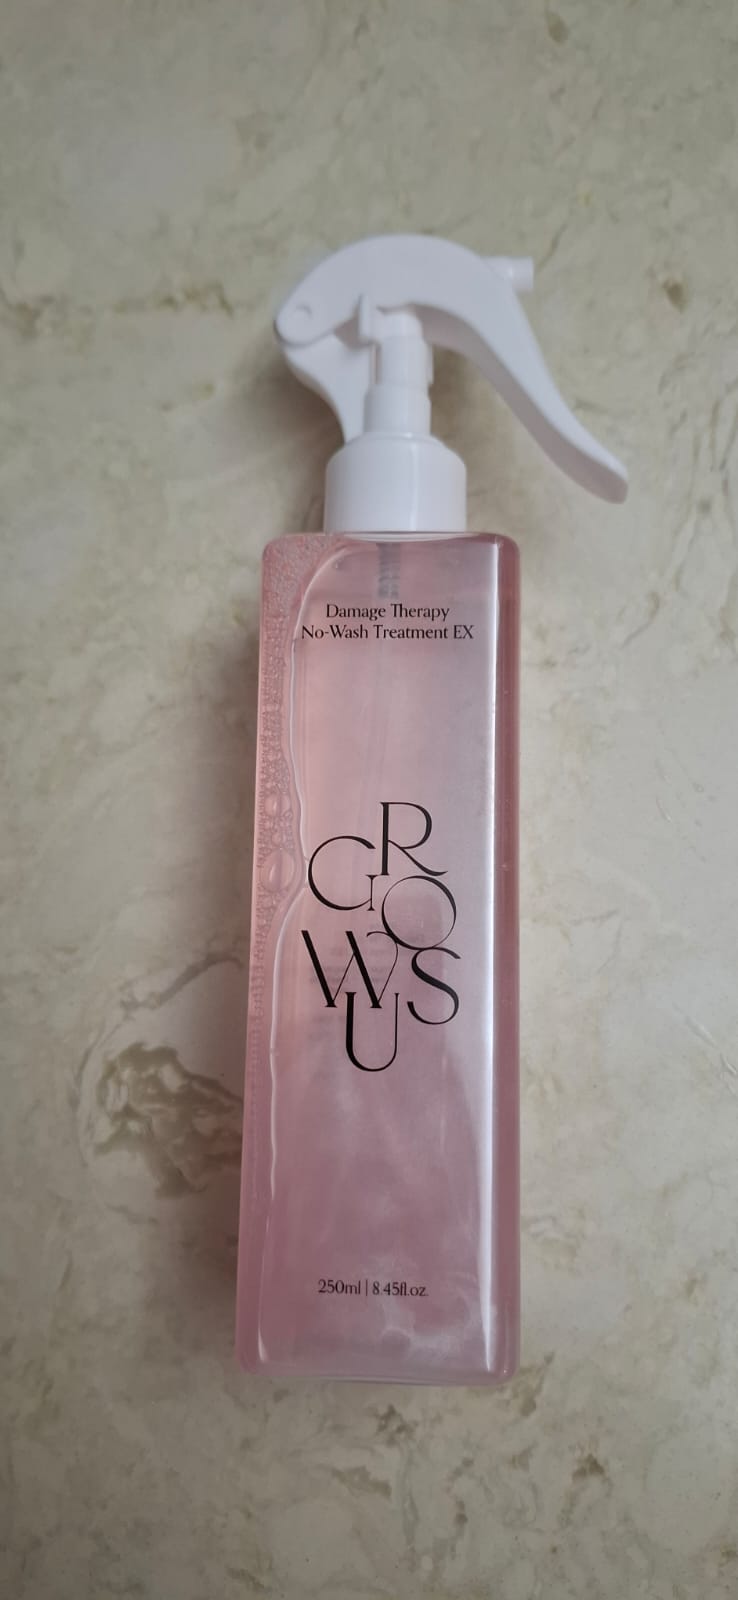 Damage Therapy
No-Wash Treatment EX
GROWUS
250ml | 8.45fl.oz.